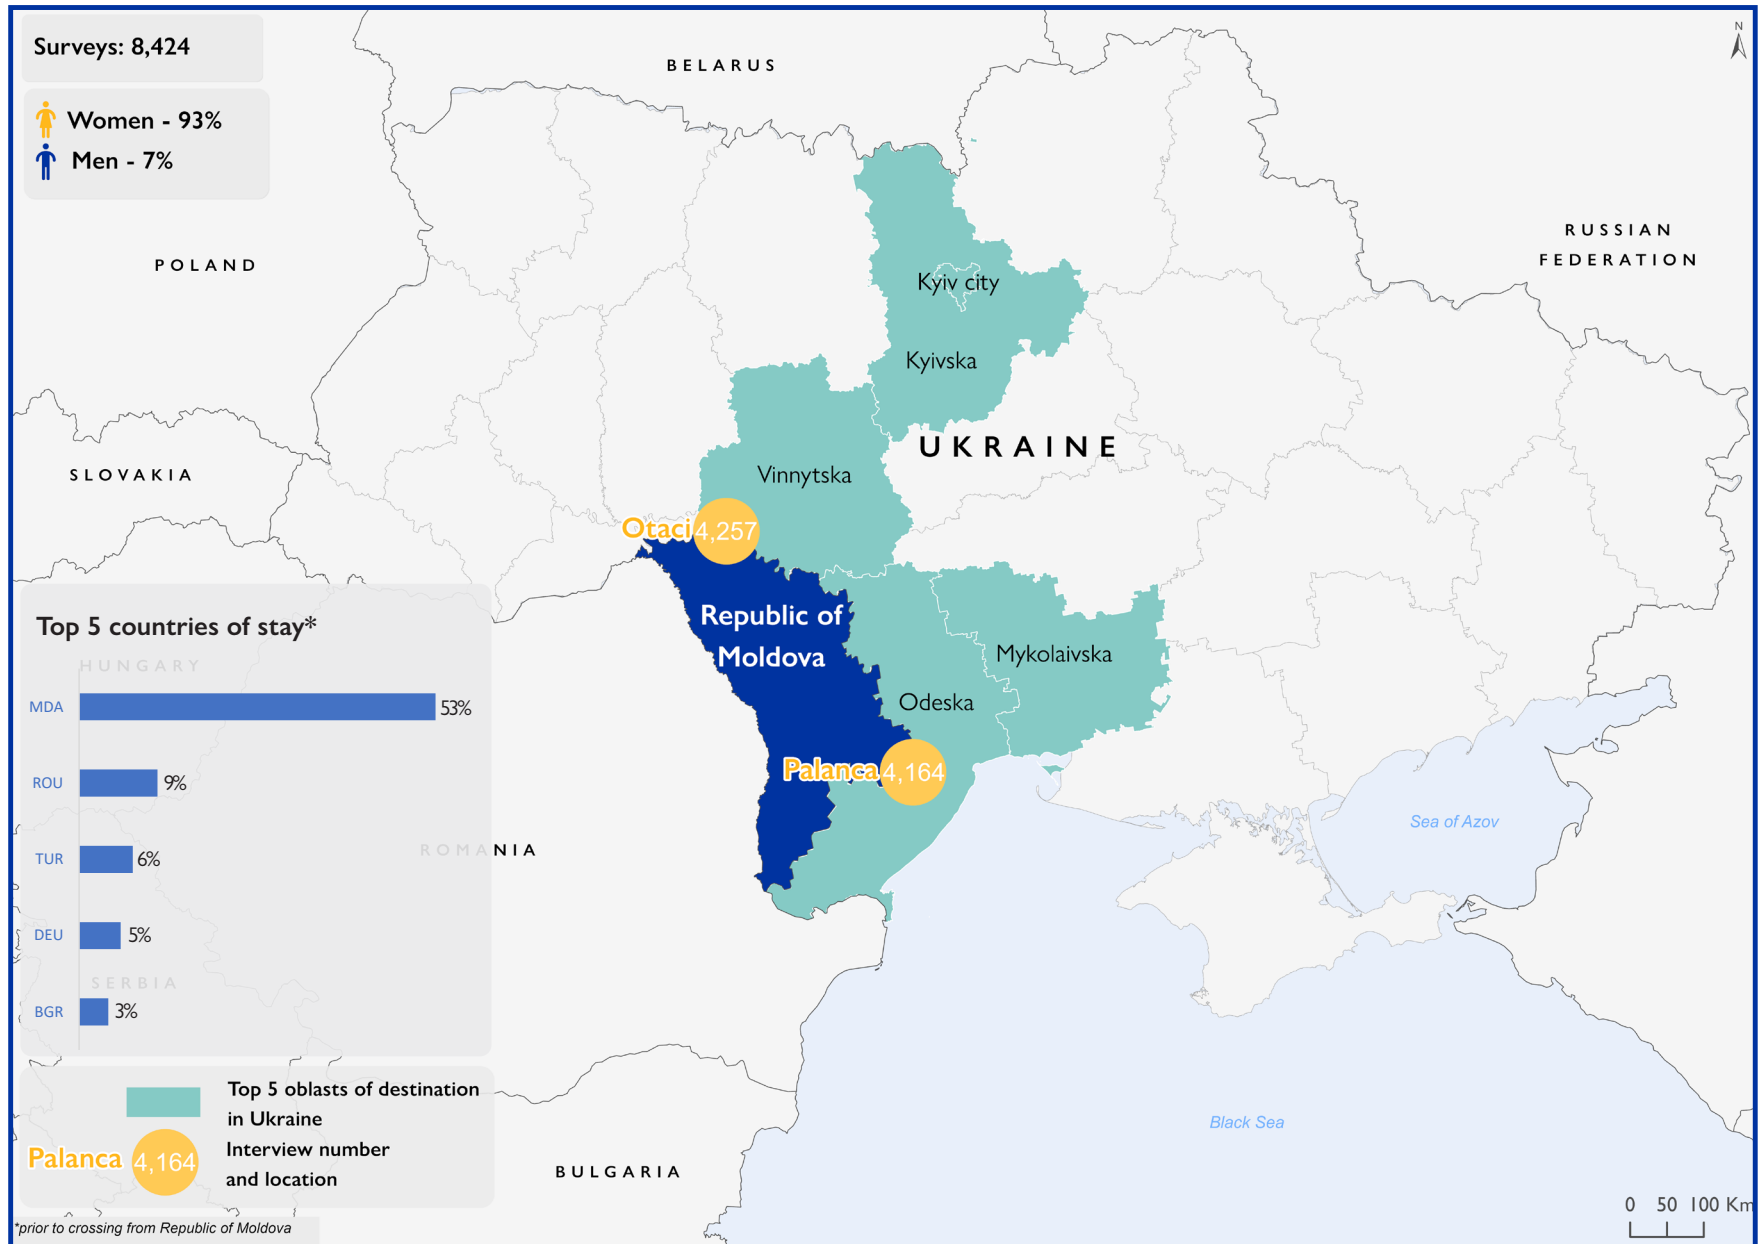 Surveys: 8,424
Women - 93%
Men - 7%
N
BELARUS
POLAND
RUSSIAN
FEDERATION
Kyiv city
Kyivska
UKRAINE
SLOVAKIA
Vinnytska
Otaci 4,257
Republic of
Moldova
Mykolaivska
Odeska
Palanca 4,164
Sea of Azov
Black Sea
ROMANIA
BULGARIA
Top 5 countries of stay*
HUNGARY
MDA 53%
ROU 9%
TUR 6%
DEU 5%
SERBIA
BGR 3%
Top 5 oblasts of destination
in Ukraine
Palanca 4,164 Interview number
and location
*prior to crossing from Republic of Moldova
0 50 100 Km